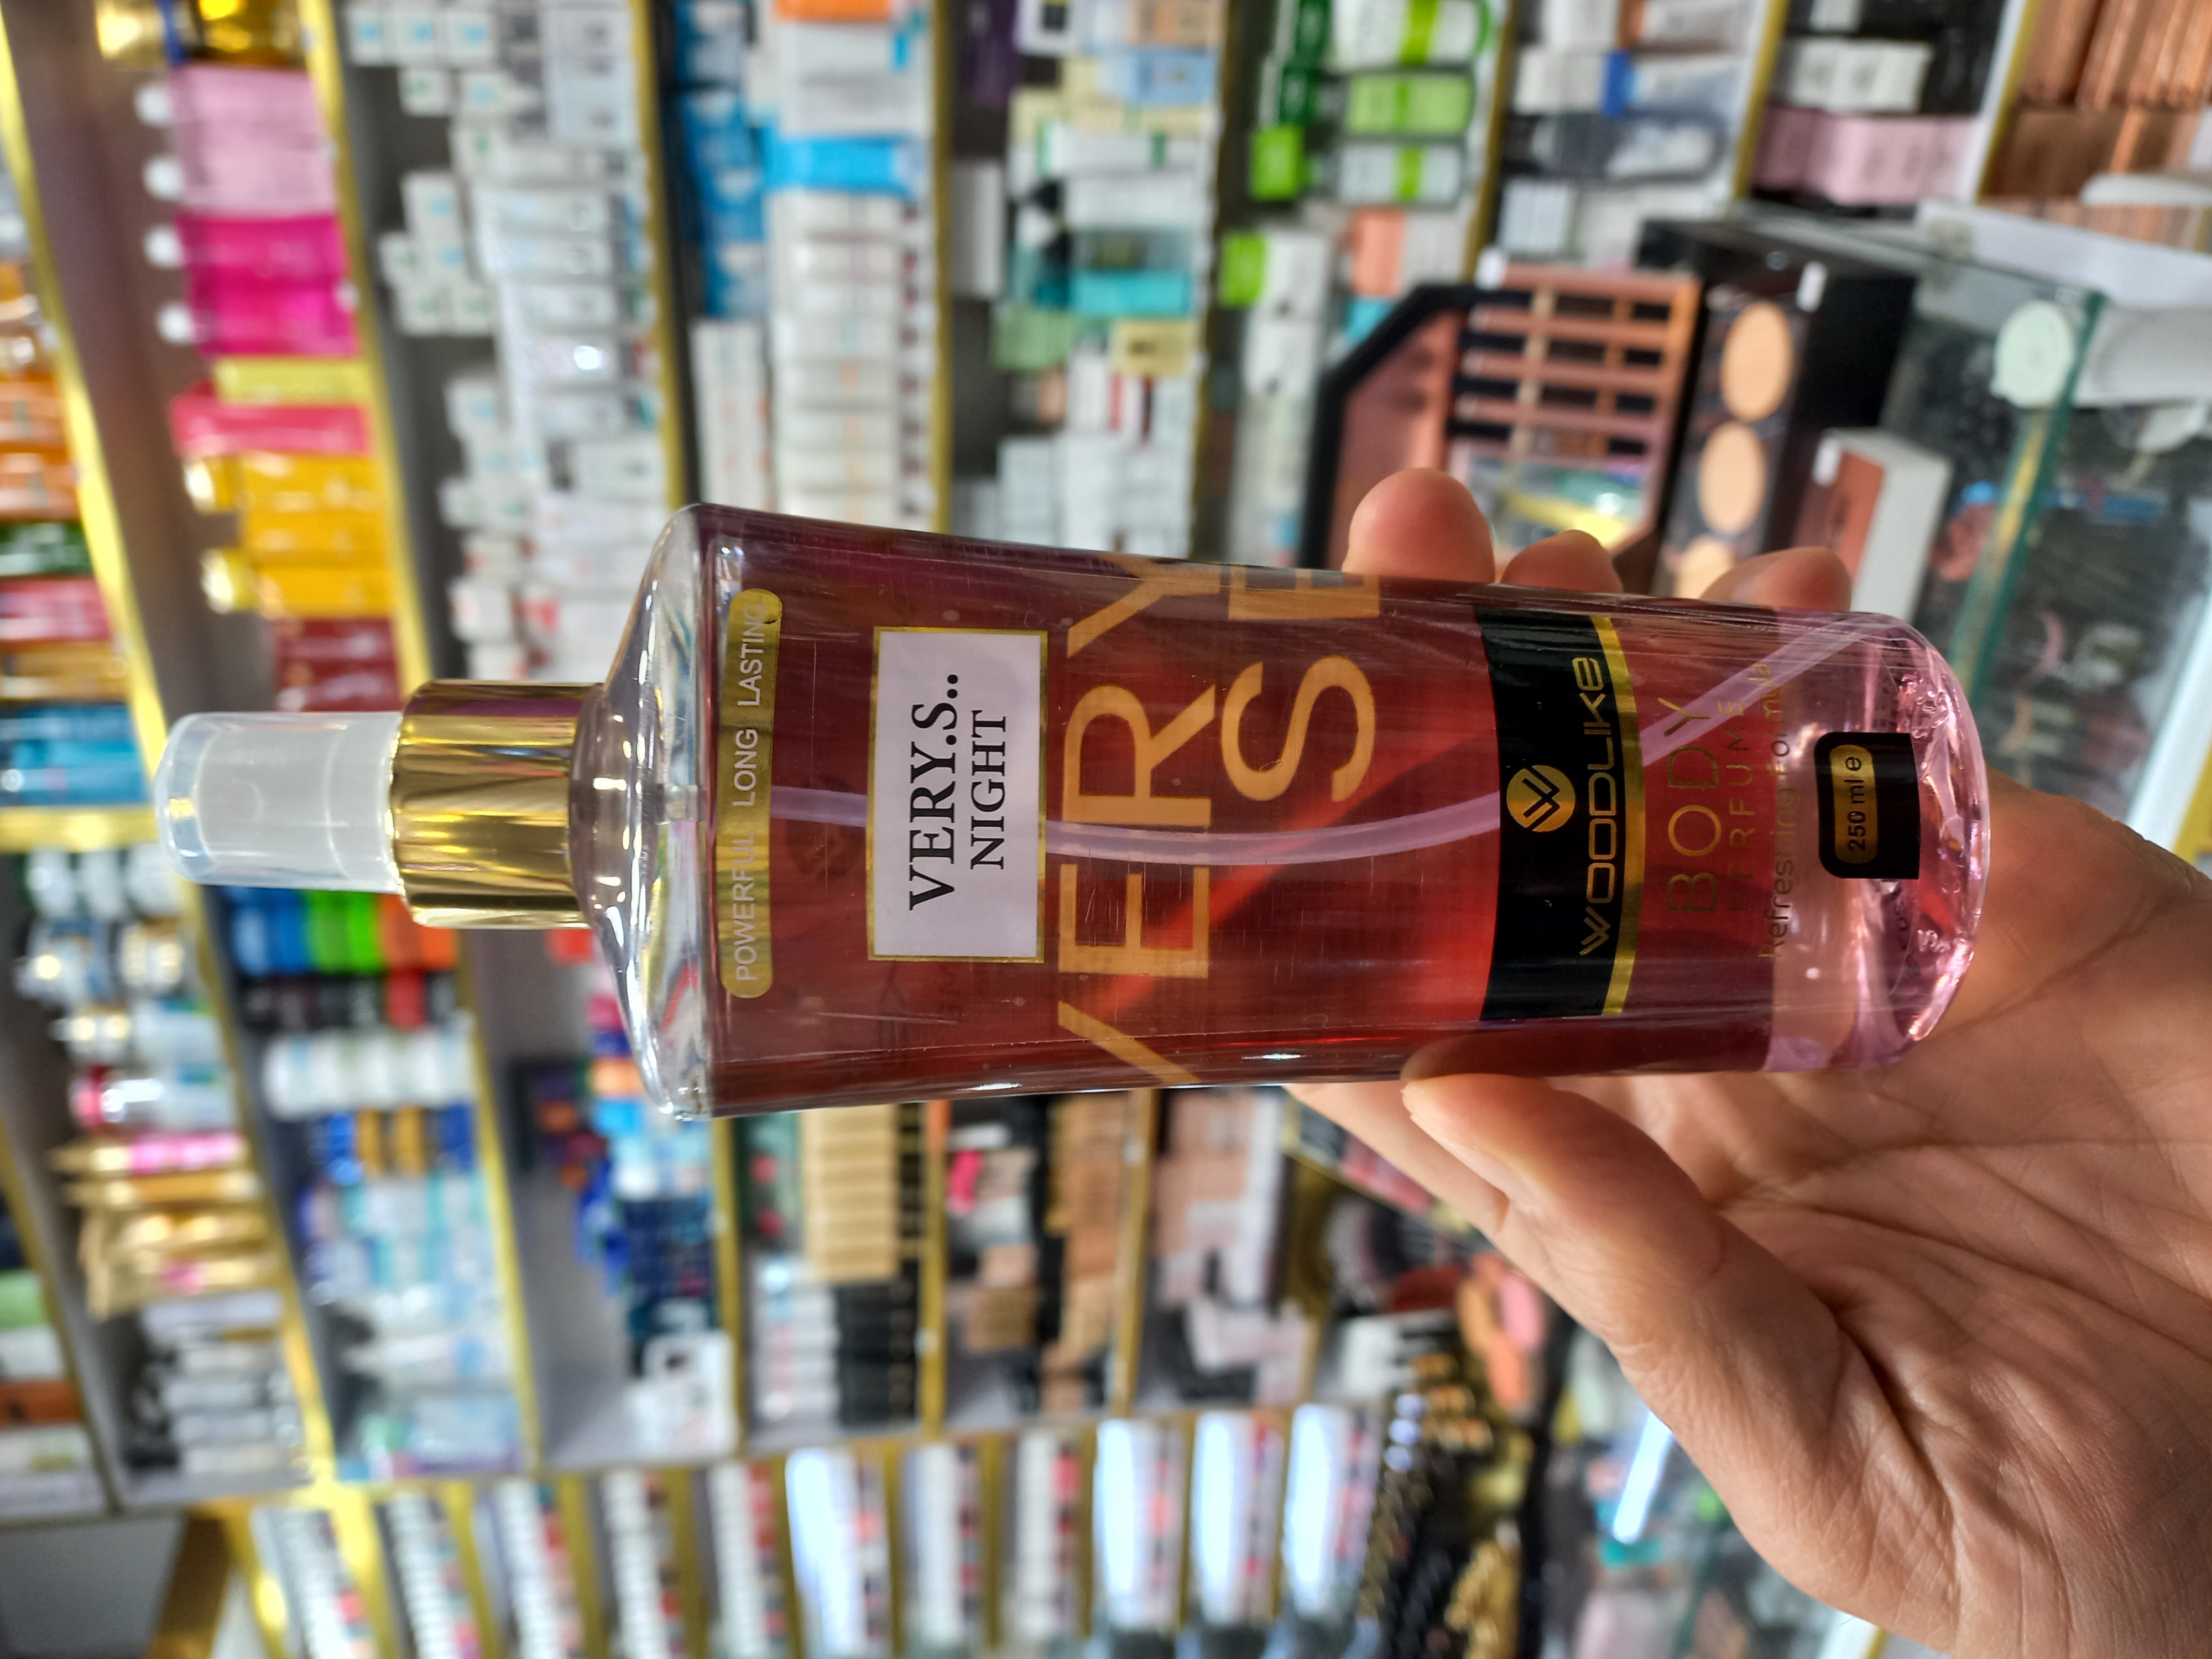 POWERFUL LONG LASTING
VERY.S..
NIGHT
VERY
SE
WOODLIKE
BODY
PERFUME
Refreshing Formula
250 ml e